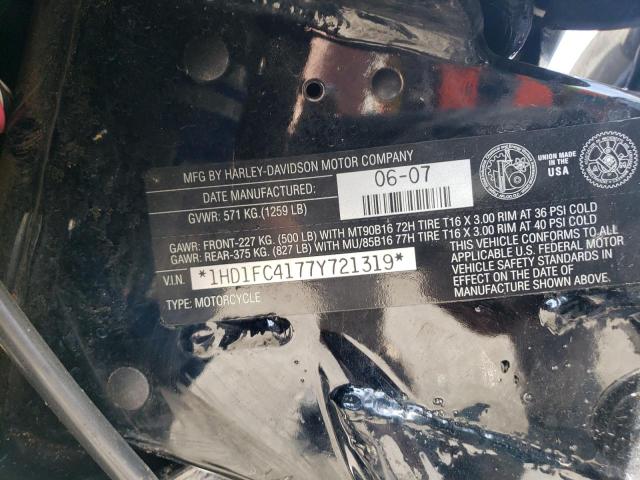 MFG BY HARLEY-DAVIDSON MOTOR COMPANY
DATE MANUFACTURED: 06-07
GVWR: 571 KG.(1259 LB)
UNION MADE IN THE USA
GAWR: FRONT-227 KG. (500 LB) WITH MT90B16 72H TIRE T16 X 3.00 RIM AT 36 PSI COLD
GAWR: REAR-375 KG. (827 LB) WITH MU/85B16 77H TIRE T16 X 3.00 RIM AT 40 PSI COLD
V.I.N. *1HD1FC4177Y721319*
TYPE: MOTORCYCLE
THIS VEHICLE CONFORMS TO ALL
APPLICABLE U.S. FEDERAL MOTOR
VEHICLE SAFETY STANDARDS
IN EFFECT ON THE DATE OF
MANUFACTURE SHOWN ABOVE.